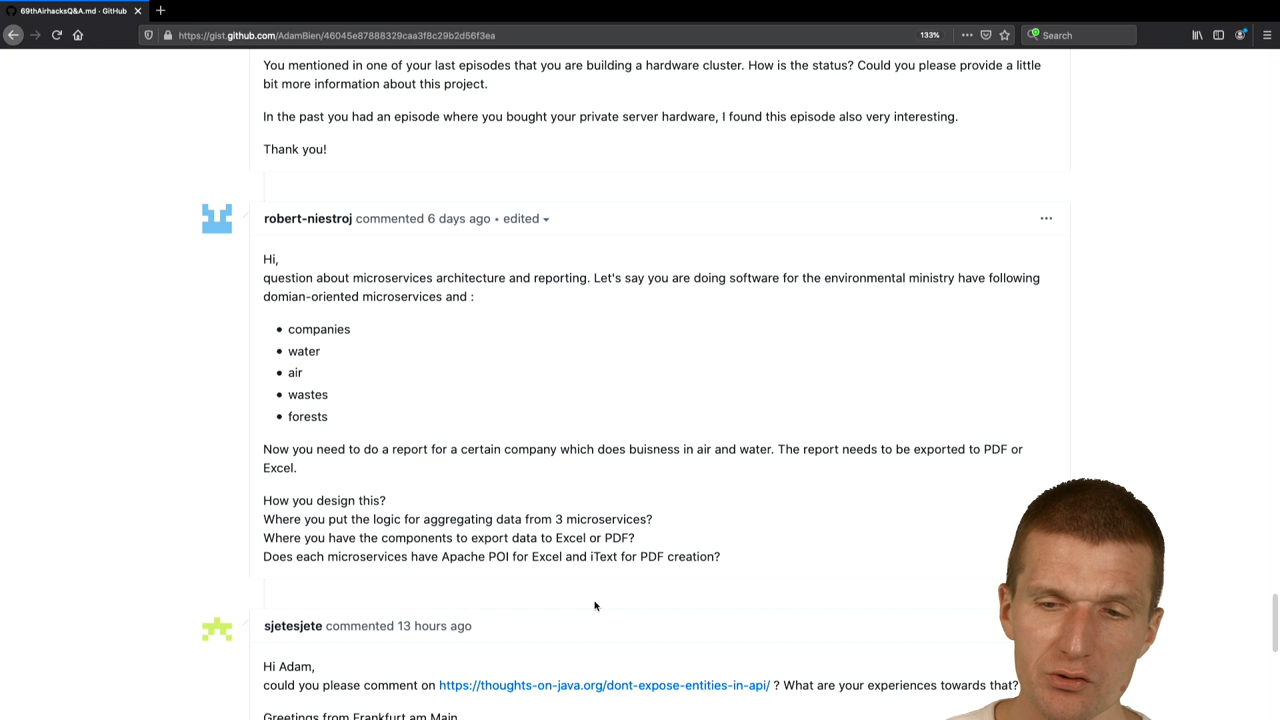 69thAirhacksQ&A.md · GitHub
https://gist.github.com/AdamBien/46045e87888329caa3f8c29b2d56f3ea
133%
Search
You mentioned in one of your last episodes that you are building a hardware cluster. How is the status? Could you please provide a little
bit more information about this project.
In the past you had an episode where you bought your private server hardware, I found this episode also very interesting.
Thank you!
robert-niestroj commented 6 days ago • edited
Hi,
question about microservices architecture and reporting. Let's say you are doing software for the environmental ministry have following
domian-oriented microservices and :
• companies
• water
• air
• wastes
• forests
Now you need to do a report for a certain company which does buisness in air and water. The report needs to be exported to PDF or
Excel.
How you design this?
Where you put the logic for aggregating data from 3 microservices?
Where you have the components to export data to Excel or PDF?
Does each microservices have Apache POI for Excel and iText for PDF creation?
sjetesjete commented 13 hours ago
Hi Adam,
could you please comment on https://thoughts-on-java.org/dont-expose-entities-in-api/ ? What are your experiences towards that?
Greetings from Frankfurt am Main